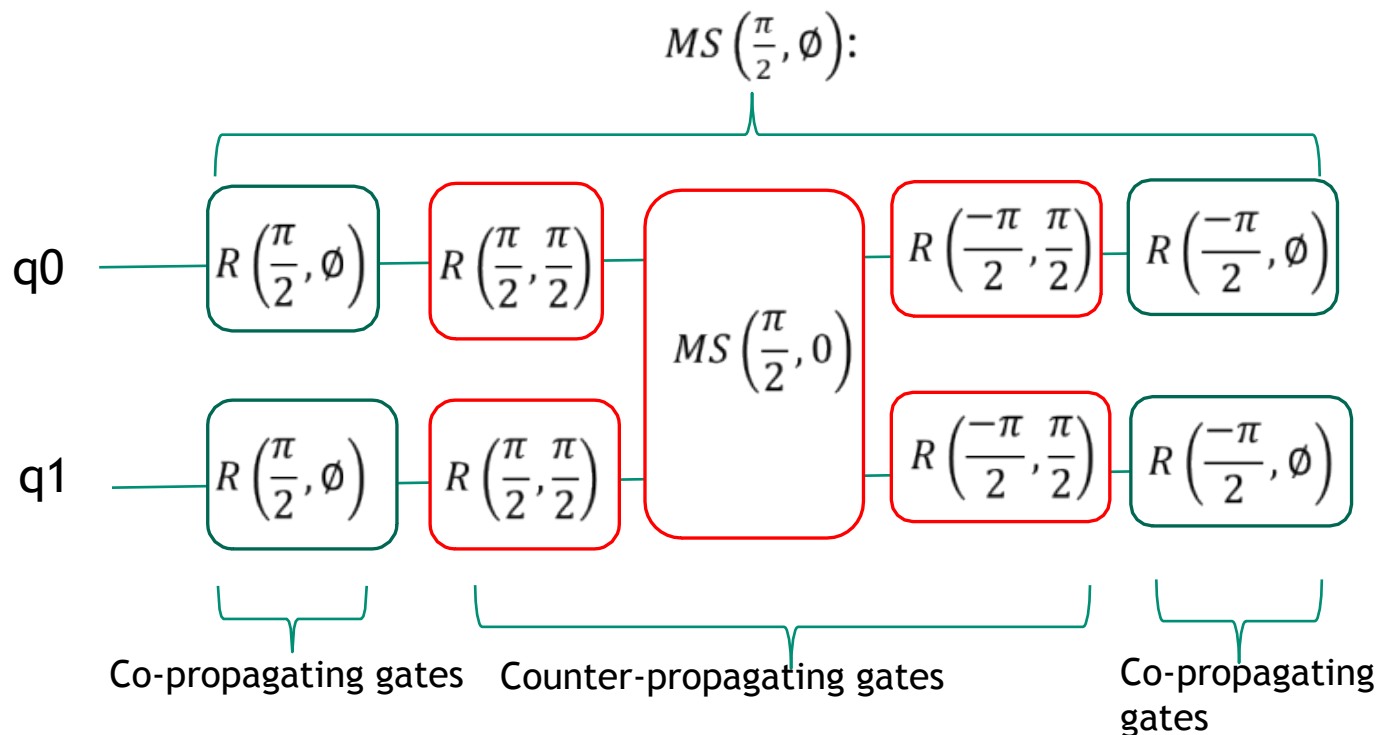 MS(π/2, ∅):
q0
R(π/2, ∅)
R(π/2, π/2)
MS(π/2, 0)
R(−π/2, π/2)
R(−π/2, ∅)
q1
R(π/2, ∅)
R(π/2, π/2)
R(−π/2, π/2)
R(−π/2, ∅)
Co-propagating gates
Counter-propagating gates
Co-propagating
gates